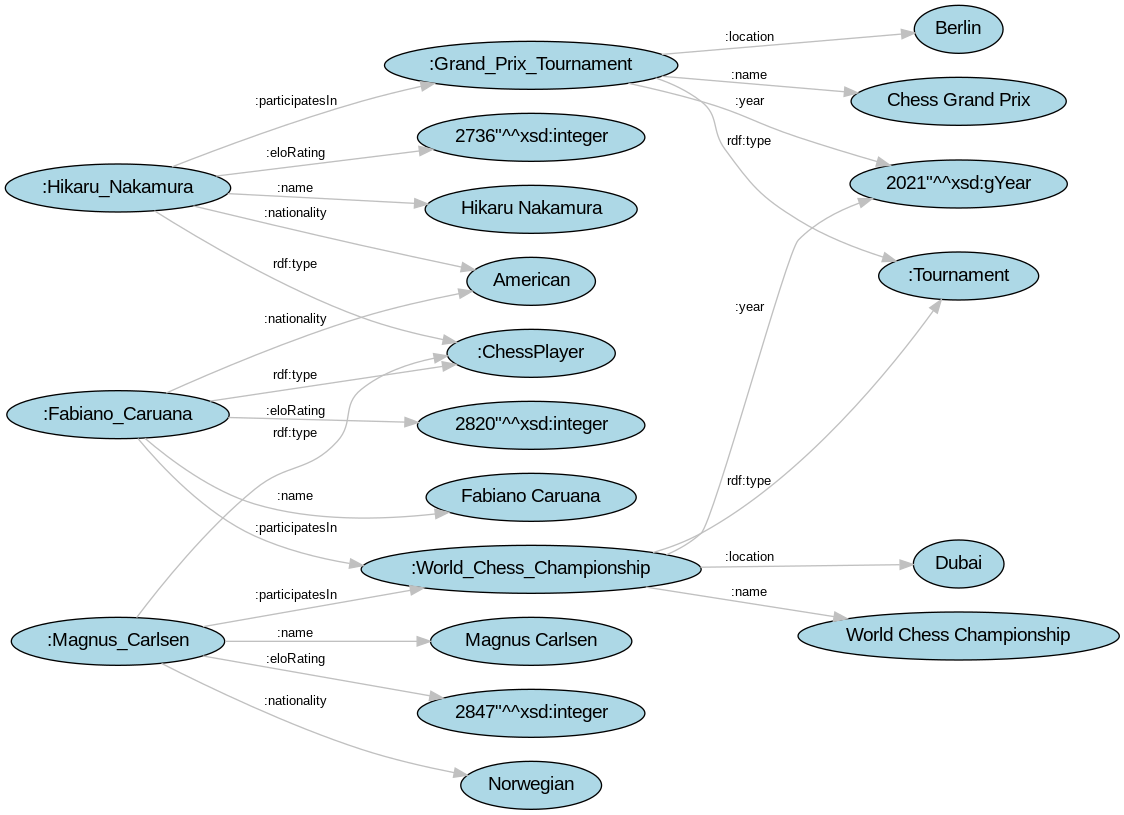 :location
Berlin
:Grand_Prix_Tournament
:name
Chess Grand Prix
:participatesIn
:year
2736"^^xsd:integer
rdf:type
:eloRating
2021"^^xsd:gYear
:Hikaru_Nakamura
:name
Hikaru Nakamura
:nationality
rdf:type
American
:Tournament
:year
:nationality
:ChessPlayer
rdf:type
:Fabiano_Caruana
:eloRating
2820"^^xsd:integer
rdf:type
:name
Fabiano Caruana
rdf:type
:participatesIn
:World_Chess_Championship
:location
Dubai
:participatesIn
:name
:Magnus_Carlsen
:name
Magnus Carlsen
World Chess Championship
:eloRating
:nationality
2847"^^xsd:integer
Norwegian